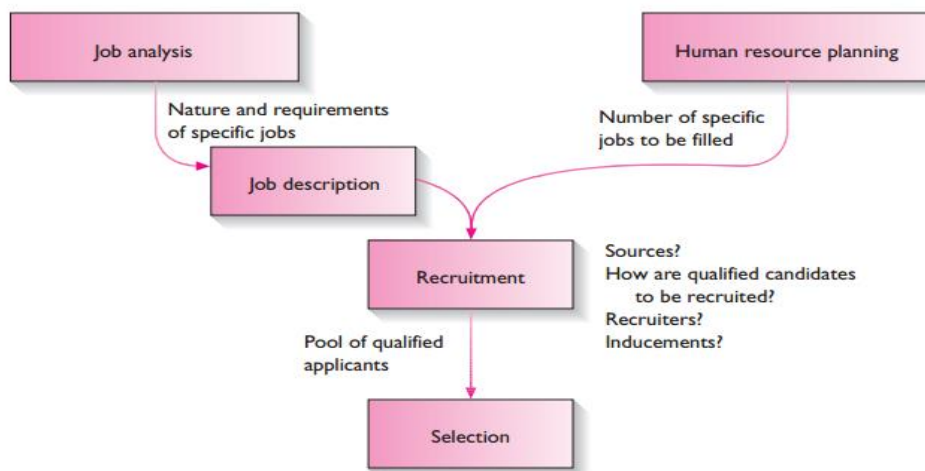 Job analysis
Human resource planning
Nature and requirements
of specific jobs
Number of specific
jobs to be filled
Job description
Recruitment
Sources?
How are qualified candidates
to be recruited?
Recruiters?
Inducements?
Pool of qualified
applicants
Selection